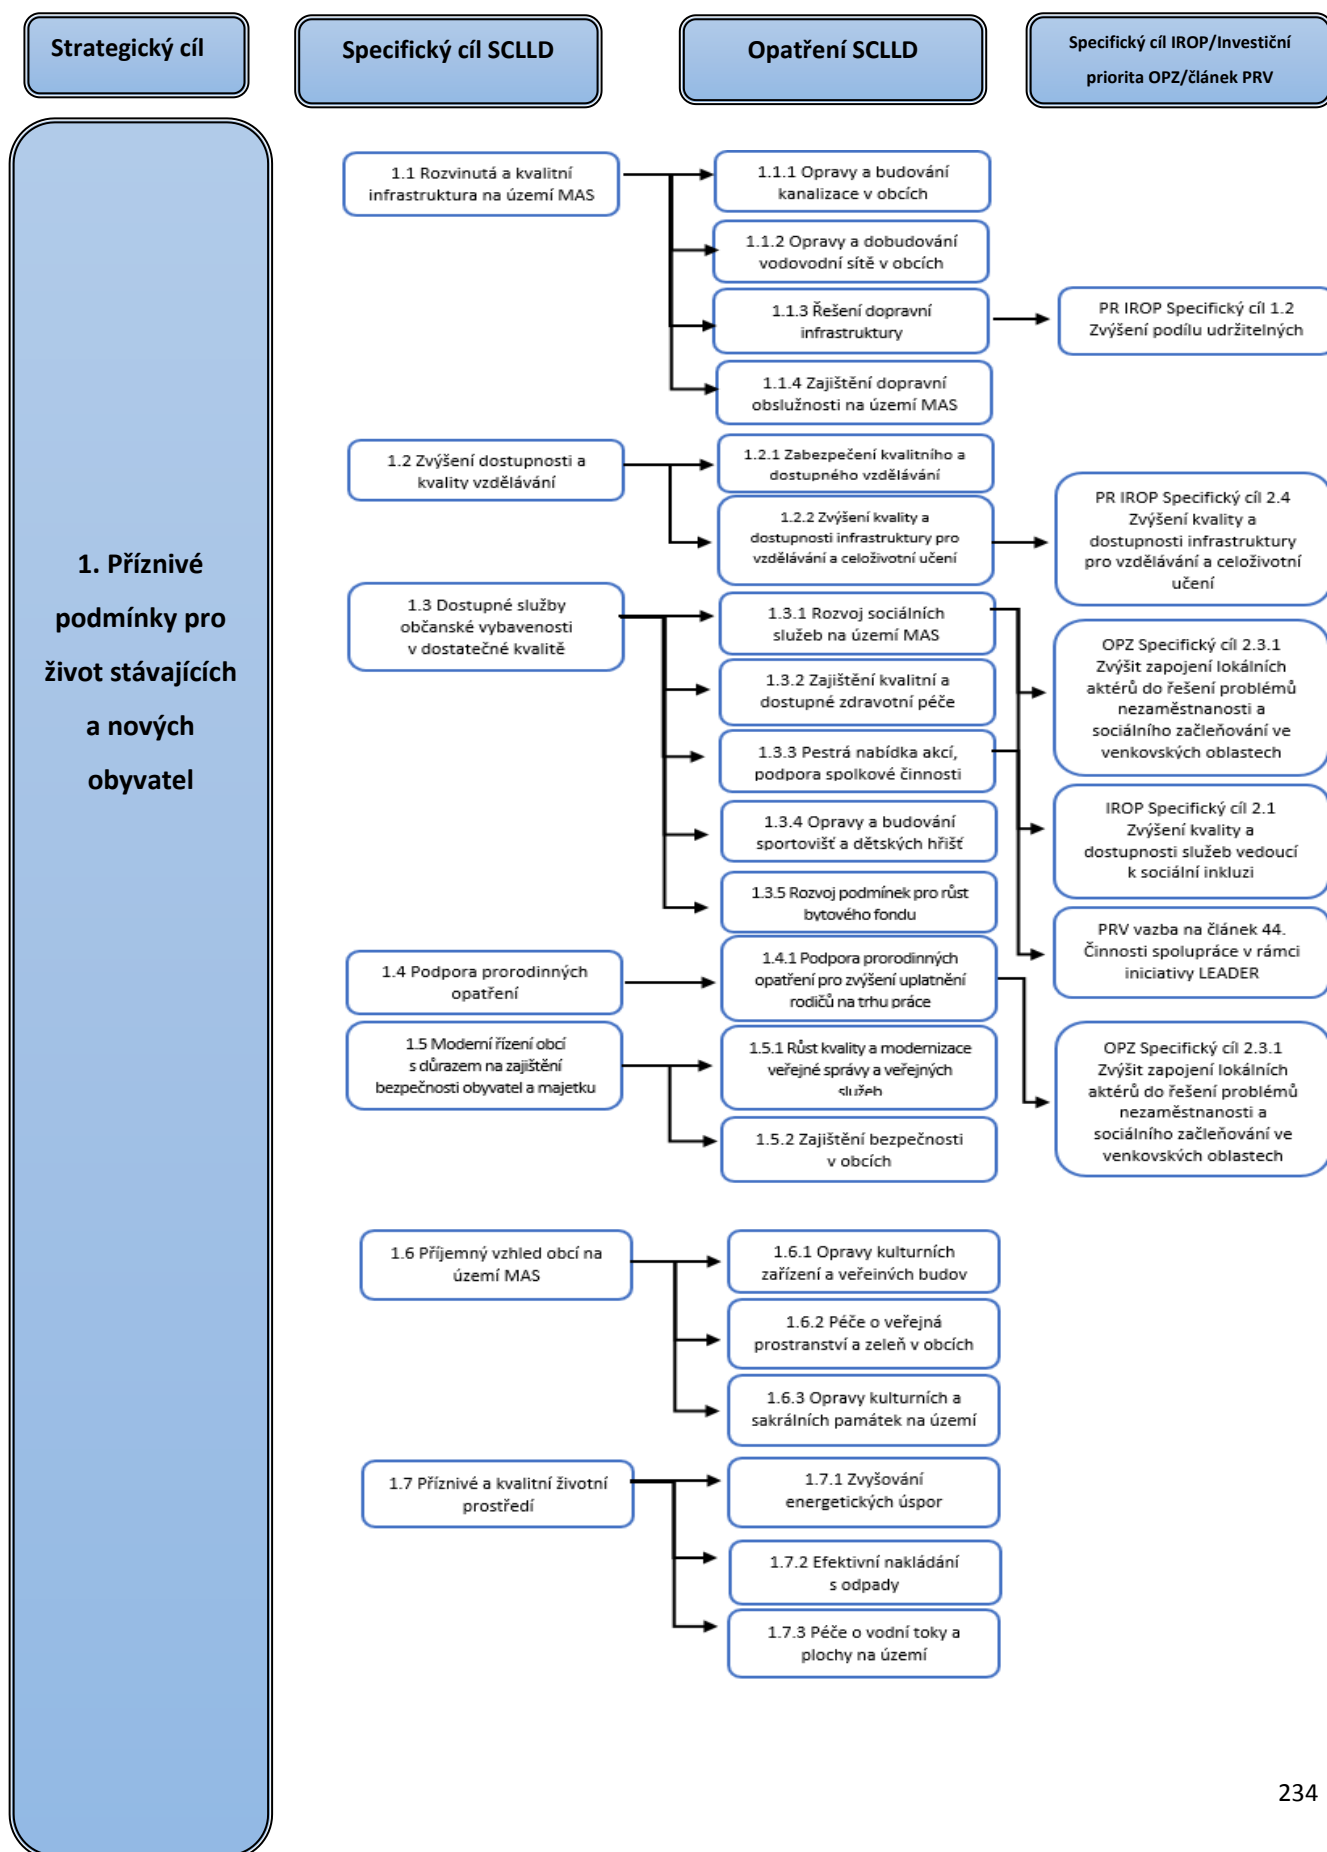 Strategický cíl
Specifický cíl SCLLD
Opatření SCLLD
Specifický cíl IROP/Investiční
priorita OPZ/článek PRV
1. Příznivé
podmínky pro
život stávajících
a nových
obyvatel
1.1 Rozvinutá a kvalitní
infrastruktura na území MAS
1.1.1 Opravy a budování
kanalizace v obcích
1.1.2 Opravy a dobudování
vodovodní sítě v obcích
1.1.3 Řešení dopravní
infrastruktury
PR IROP Specifický cíl 1.2
Zvýšení podílu udržitelných
1.1.4 Zajištění dopravní
obslužnosti na území MAS
1.2 Zvýšení dostupnosti a
kvality vzdělávání
1.2.1 Zabezpečení kvalitního a
dostupného vzdělávání
1.2.2 Zvýšení kvality a
dostupnosti infrastruktury pro
vzdělávání a celoživotní učení
PR IROP Specifický cíl 2.4
Zvýšení kvality a
dostupnosti infrastruktury
pro vzdělávání a celoživotní
učení
1.3 Dostupné služby
občanské vybavenosti
v dostatečné kvalitě
1.3.1 Rozvoj sociálních
služeb na území MAS
1.3.2 Zajištění kvalitní a
dostupné zdravotní péče
1.3.3 Pestrá nabídka akcí,
podpora spolkové činnosti
1.3.4 Opravy a budování
sportovišť a dětských hřišť
1.3.5 Rozvoj podmínek pro růst
bytového fondu
OPZ Specifický cíl 2.3.1
Zvýšit zapojení lokálních
aktérů do řešení problémů
nezaměstnanosti a
sociálního začleňování ve
venkovských oblastech
IROP Specifický cíl 2.1
Zvýšení kvality a
dostupnosti služeb vedoucí
k sociální inkluzi
PRV vazba na článek 44.
Činnosti spolupráce v rámci
iniciativy LEADER
1.4 Podpora prorodinných
opatření
1.4.1 Podpora prorodinných
opatření pro zvýšení uplatnění
rodičů na trhu práce
OPZ Specifický cíl 2.3.1
Zvýšit zapojení lokálních
aktérů do řešení problémů
nezaměstnanosti a
sociálního začleňování ve
venkovských oblastech
1.5 Moderní řízení obcí
s důrazem na zajištění
bezpečnosti obyvatel a majetku
1.5.1 Růst kvality a modernizace
veřejné správy a veřejných
služeb
1.5.2 Zajištění bezpečnosti
v obcích
1.6 Příjemný vzhled obcí na
území MAS
1.6.1 Opravy kulturních
zařízení a veřejných budov
1.6.2 Péče o veřejná
prostranství a zeleň v obcích
1.6.3 Opravy kulturních a
sakrálních památek na území
1.7 Příznivé a kvalitní životní
prostředí
1.7.1 Zvyšování
energetických úspor
1.7.2 Efektivní nakládání
s odpady
1.7.3 Péče o vodní toky a
plochy na území
234